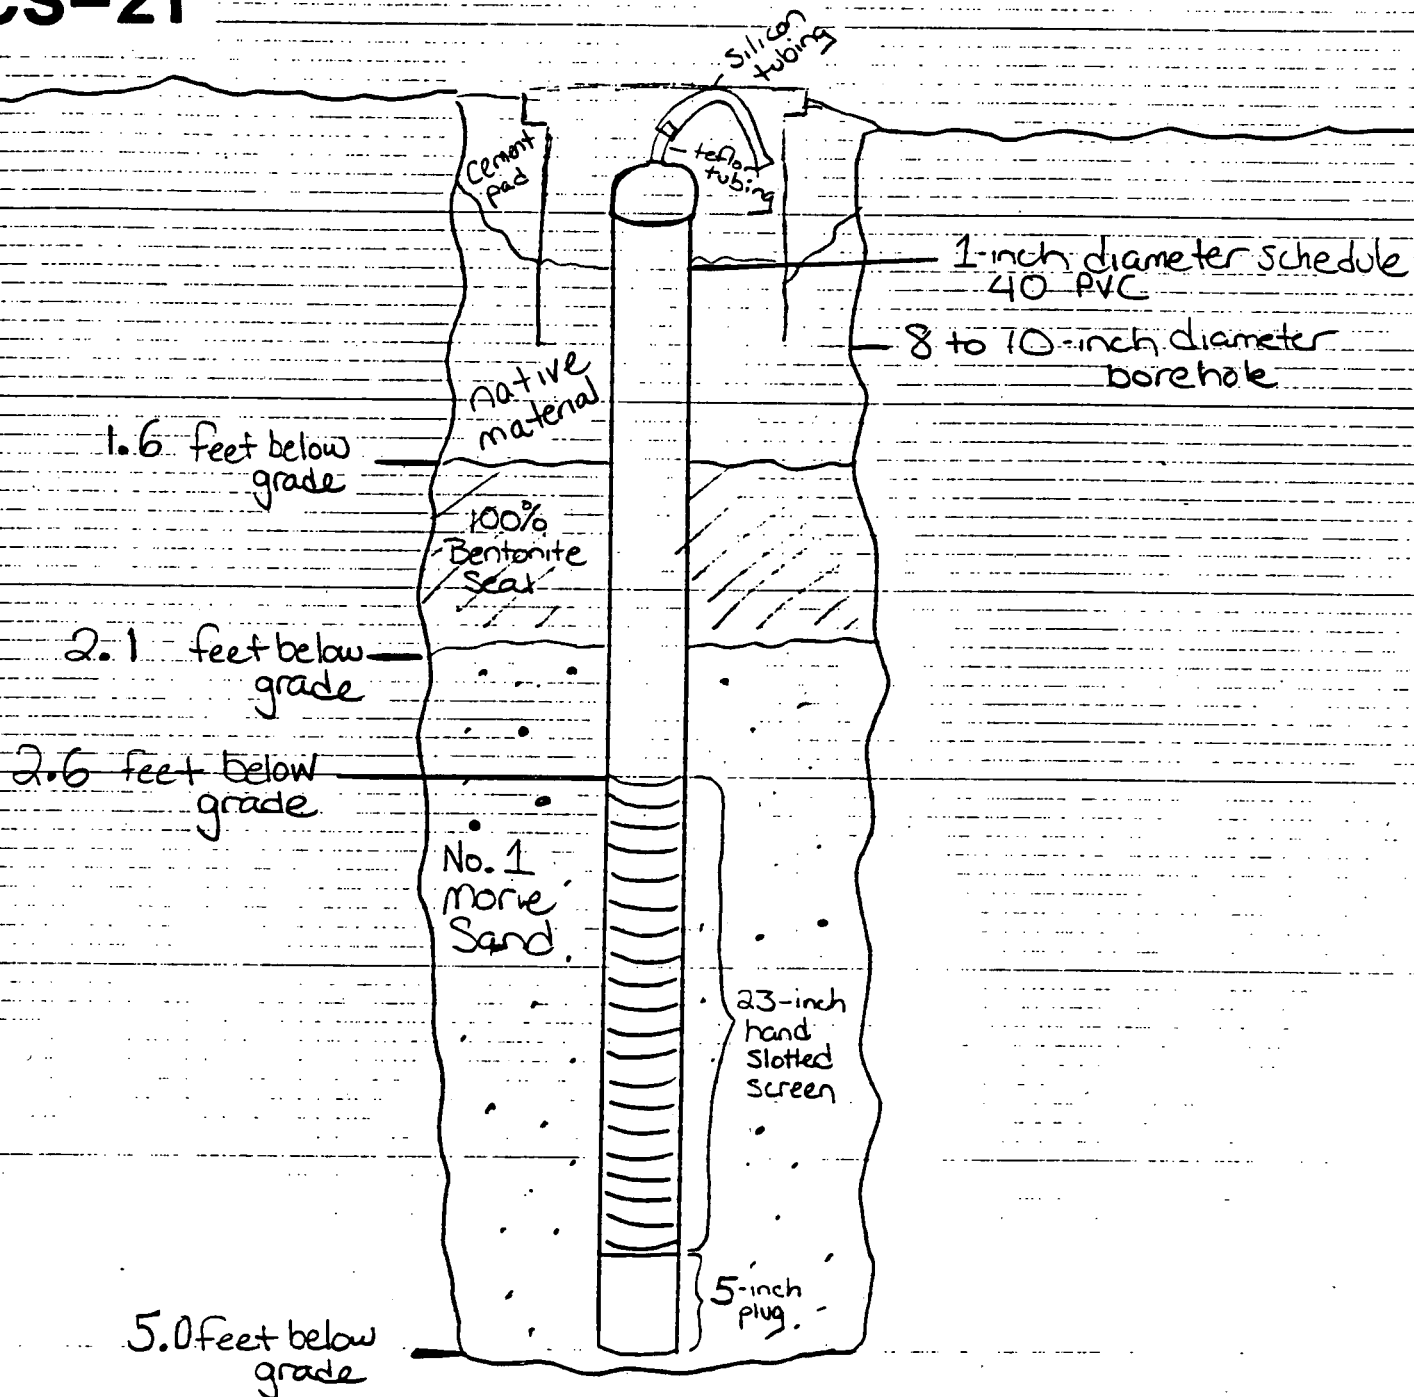 CS-21
Silicon
tubing
teflon
tubing
Cement
pad
1-inch diameter schedule
40 PVC
8 to 10-inch diameter
borehole
native
material
1.6 feet below
grade
100%
Bentonite
Seal
2.1 feet below
grade
2.6 feet below
grade
No. 1
Morie
Sand
23-inch
hand
Slotted
screen
5-inch
plug
5.0 feet below
grade